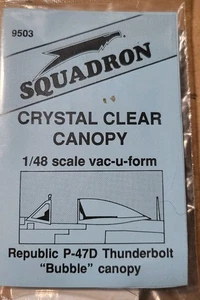 9503
SQUADRON
CRYSTAL CLEAR
CANOPY
1/48 scale vac-u-form
Republic P-47D Thunderbolt
"Bubble" canopy